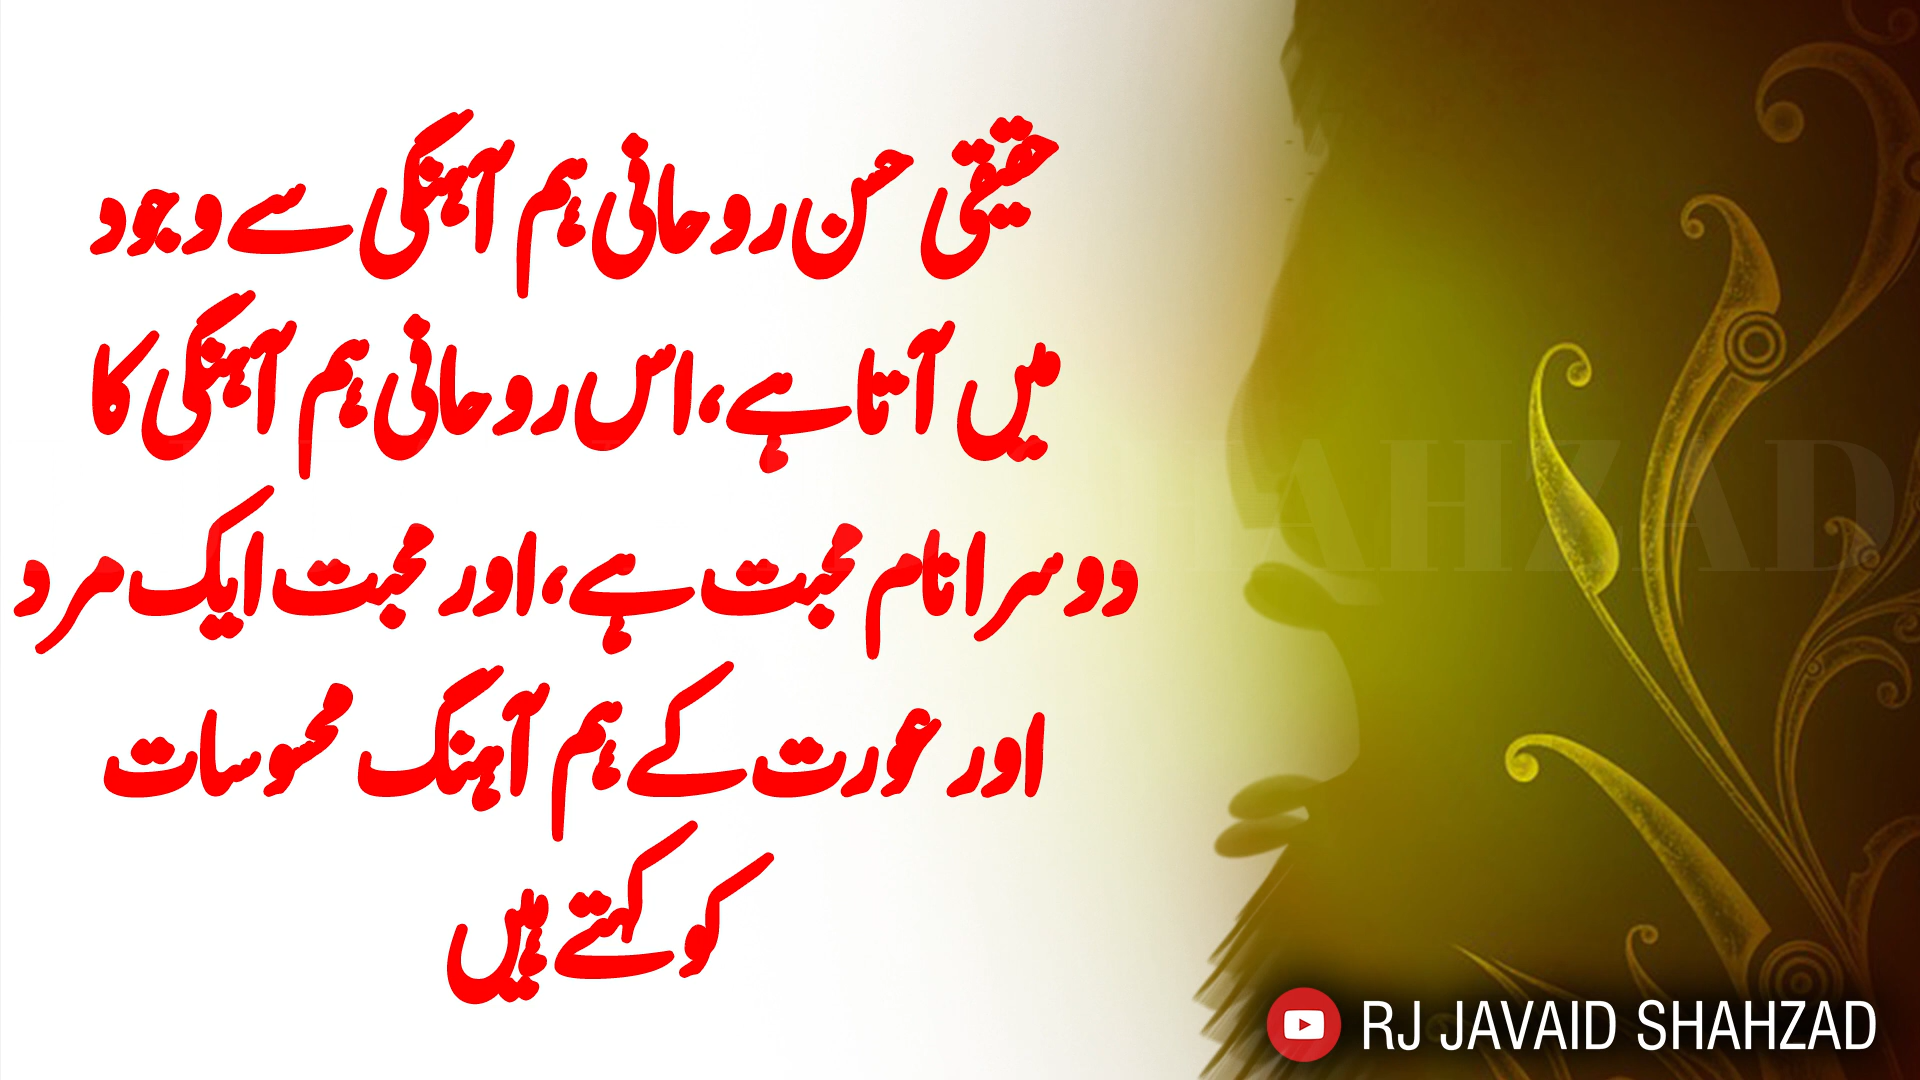 حقیقی حسن روحانی ہم آہنگی سے وجود
میں آتا ہے، اس روحانی ہم آہنگی کا
دوسرا نام محبت ہے، اور محبت ایک مرد
اور عورت کے ہم آہنگ محسوسات
کو کہتے ہیں
SHAHZAD
RJ JAVAID SHAHZAD